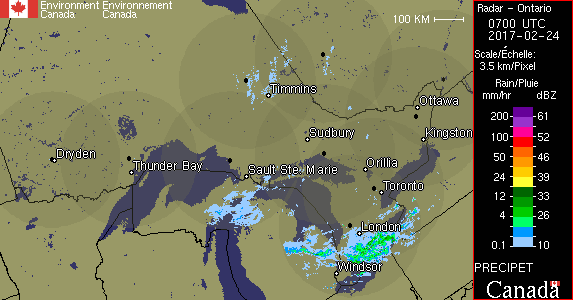 Environment Environnement
Canada Canada
100 KM
Timmins
Ottawa
Sudbury
Kingston
Dryden
Thunder Bay
Sault Ste. Marie
Orillia
Toronto
London
Windsor
Radar - Ontario
0700 UTC
2017-02-24
Scale/Échelle:
3.5 km/Pixel
Rain/Pluie
mm/hr dBZ
200 61
100 52
50 46
24 39
12 33
4 26
0.1 10
PRECIPET
Canada